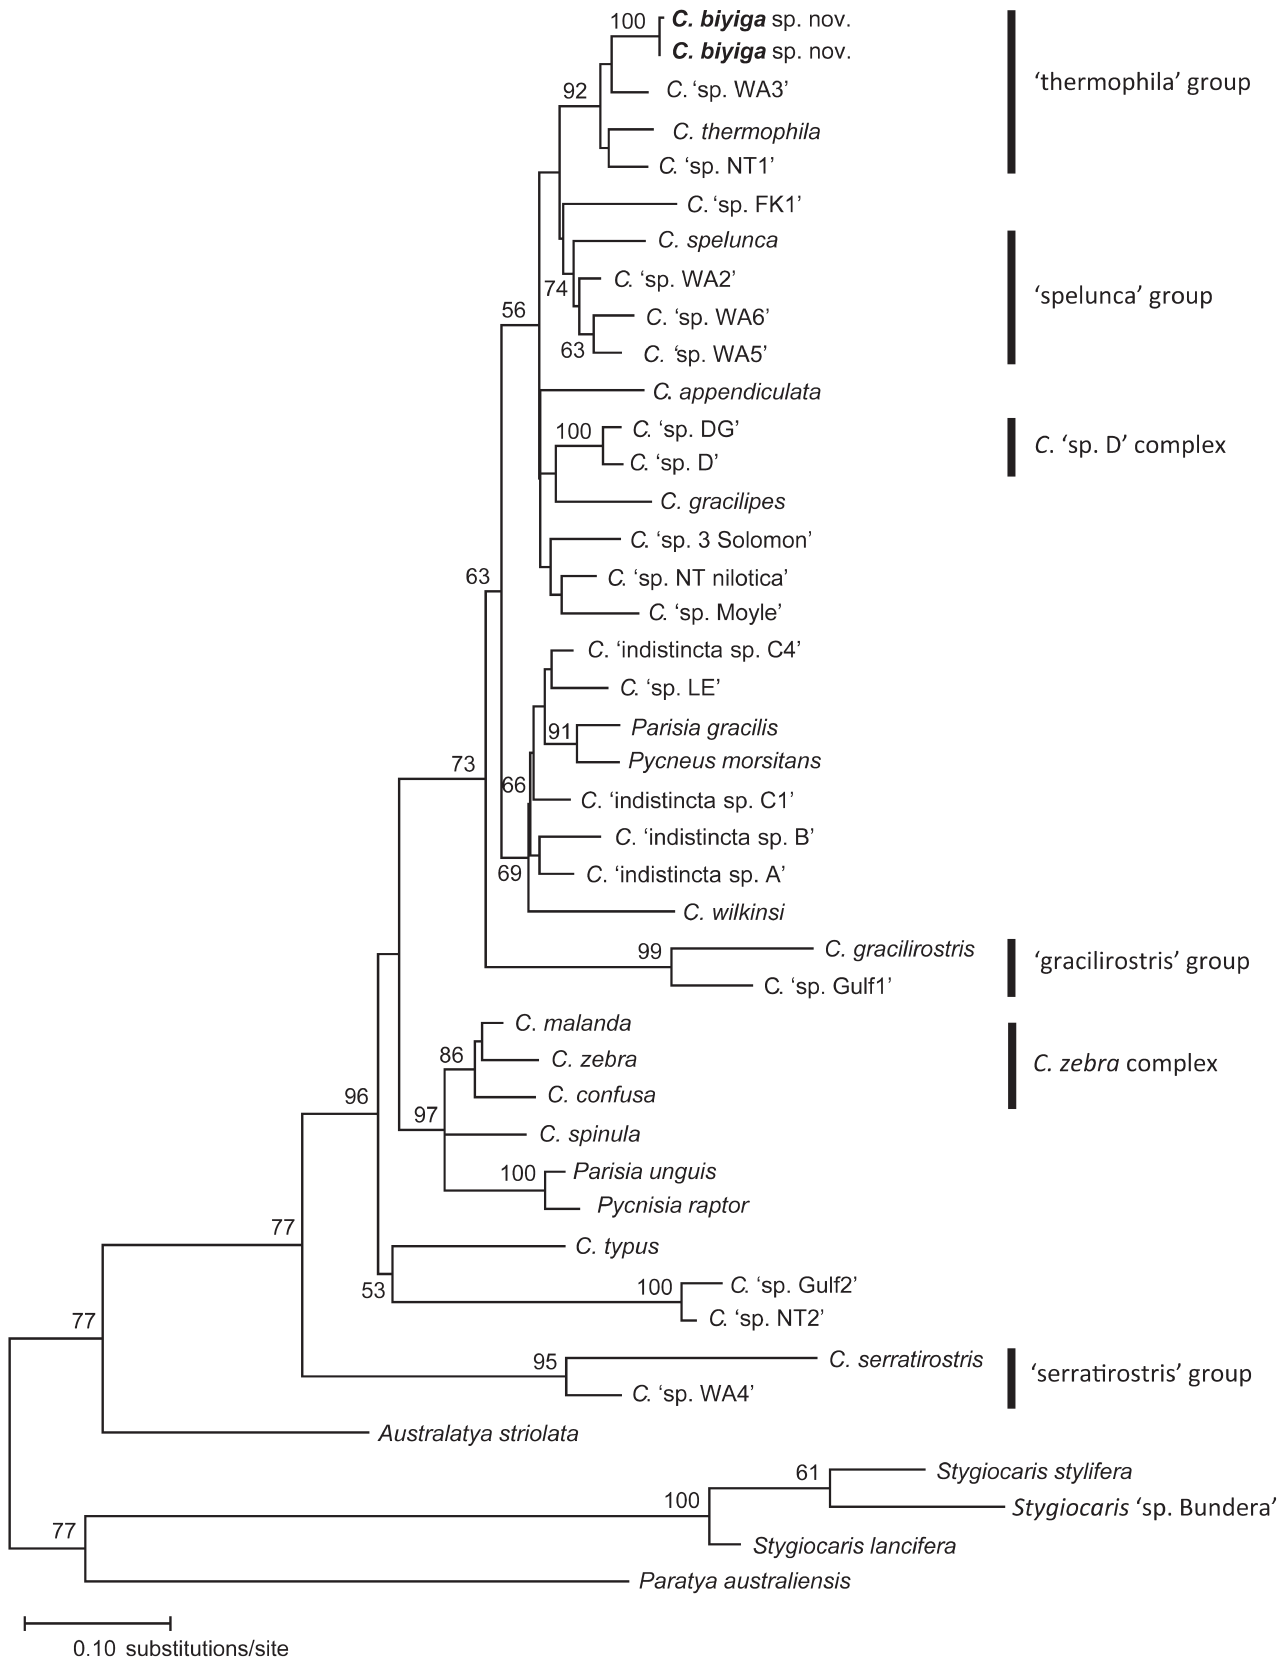 100
C. biyiga sp. nov.
C. biyiga sp. nov.
‘thermophila’ group
92
C. ‘sp. WA3’
C. thermophila
C. ‘sp. NT1’
C. ‘sp. FK1’
C. spelunca
74
C. ‘sp. WA2’
‘spelunca’ group
56
C. ‘sp. WA6’
63
C. ‘sp. WA5’
C. appendiculata
100
C. ‘sp. DG’
C. ‘sp. D’ complex
C. ‘sp. D’
C. gracilipes
C. ‘sp. 3 Solomon’
63
C. ‘sp. NT nilotica’
C. ‘sp. Moyle’
C. ‘indistincta sp. C4’
C. ‘sp. LE’
91
Parisia gracilis
73
Pycneus morsitans
66
C. ‘indistincta sp. C1’
C. ‘indistincta sp. B’
69
C. ‘indistincta sp. A’
C. wilkinsi
99
C. gracilirostris
‘gracilirostris’ group
C. ‘sp. Gulf1’
C. malanda
86
C. zebra
C. zebra complex
96
C. confusa
97
C. spinula
100
Parisia unguis
Pycnisia raptor
77
C. typus
53
100
C. ‘sp. Gulf2’
77
C. ‘sp. NT2’
95
C. serratirostris
‘serratirostris’ group
C. ‘sp. WA4’
Australatya striolata
61
Stygiocaris stylifera
100
Stygiocaris ‘sp. Bundera’
77
Stygiocaris lancifera
Paratya australiensis
0.10 substitutions/site